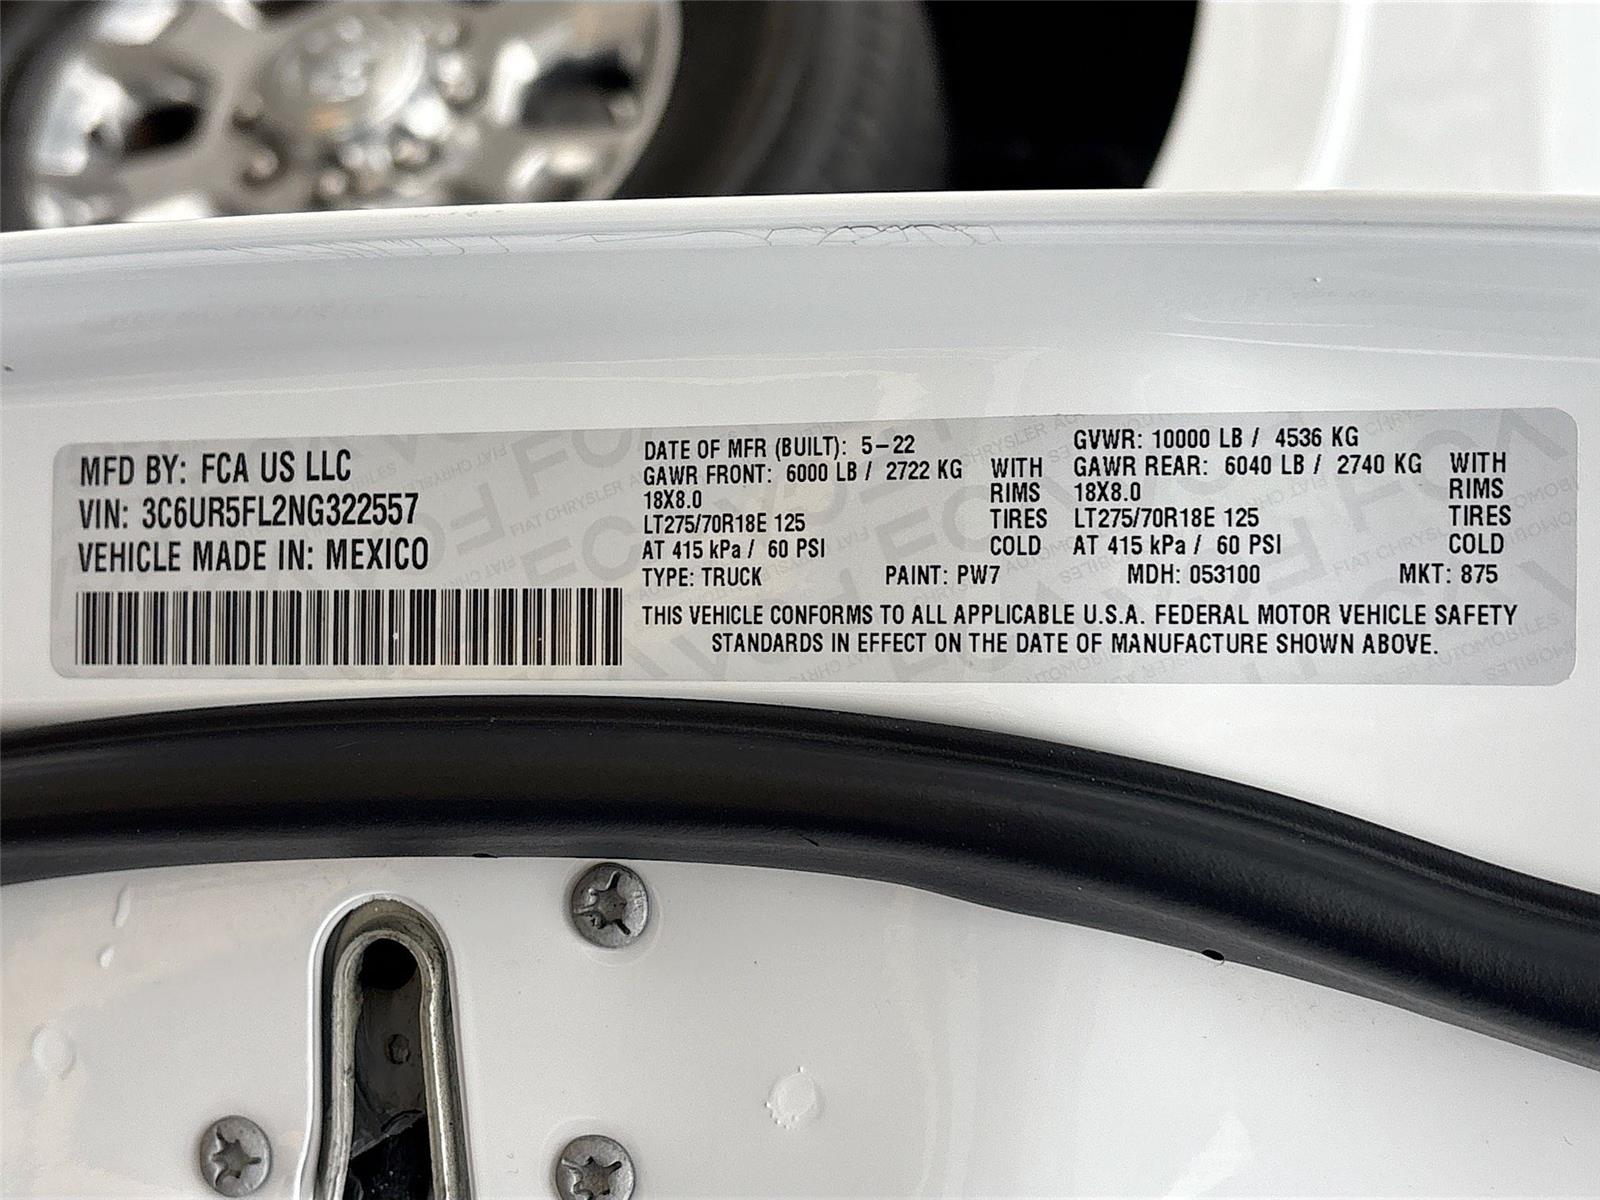 MFD BY: FCA US LLC
VIN: 3C6UR5FL2NG322557
VEHICLE MADE IN: MEXICO
DATE OF MFR (BUILT): 5-22
GAWR FRONT: 6000 LB / 2722 KG WITH
18X8.0 RIMS
LT275/70R18E 125 TIRES
AT 415 kPa / 60 PSI COLD
GVWR: 10000 LB / 4536 KG
GAWR REAR: 6040 LB / 2740 KG WITH
18X8.0 RIMS
LT275/70R18E 125 TIRES
AT 415 kPa / 60 PSI COLD
TYPE: TRUCK PAINT: PW7 MDH: 053100 MKT: 875
THIS VEHICLE CONFORMS TO ALL APPLICABLE U.S.A. FEDERAL MOTOR VEHICLE SAFETY
STANDARDS IN EFFECT ON THE DATE OF MANUFACTURE SHOWN ABOVE.